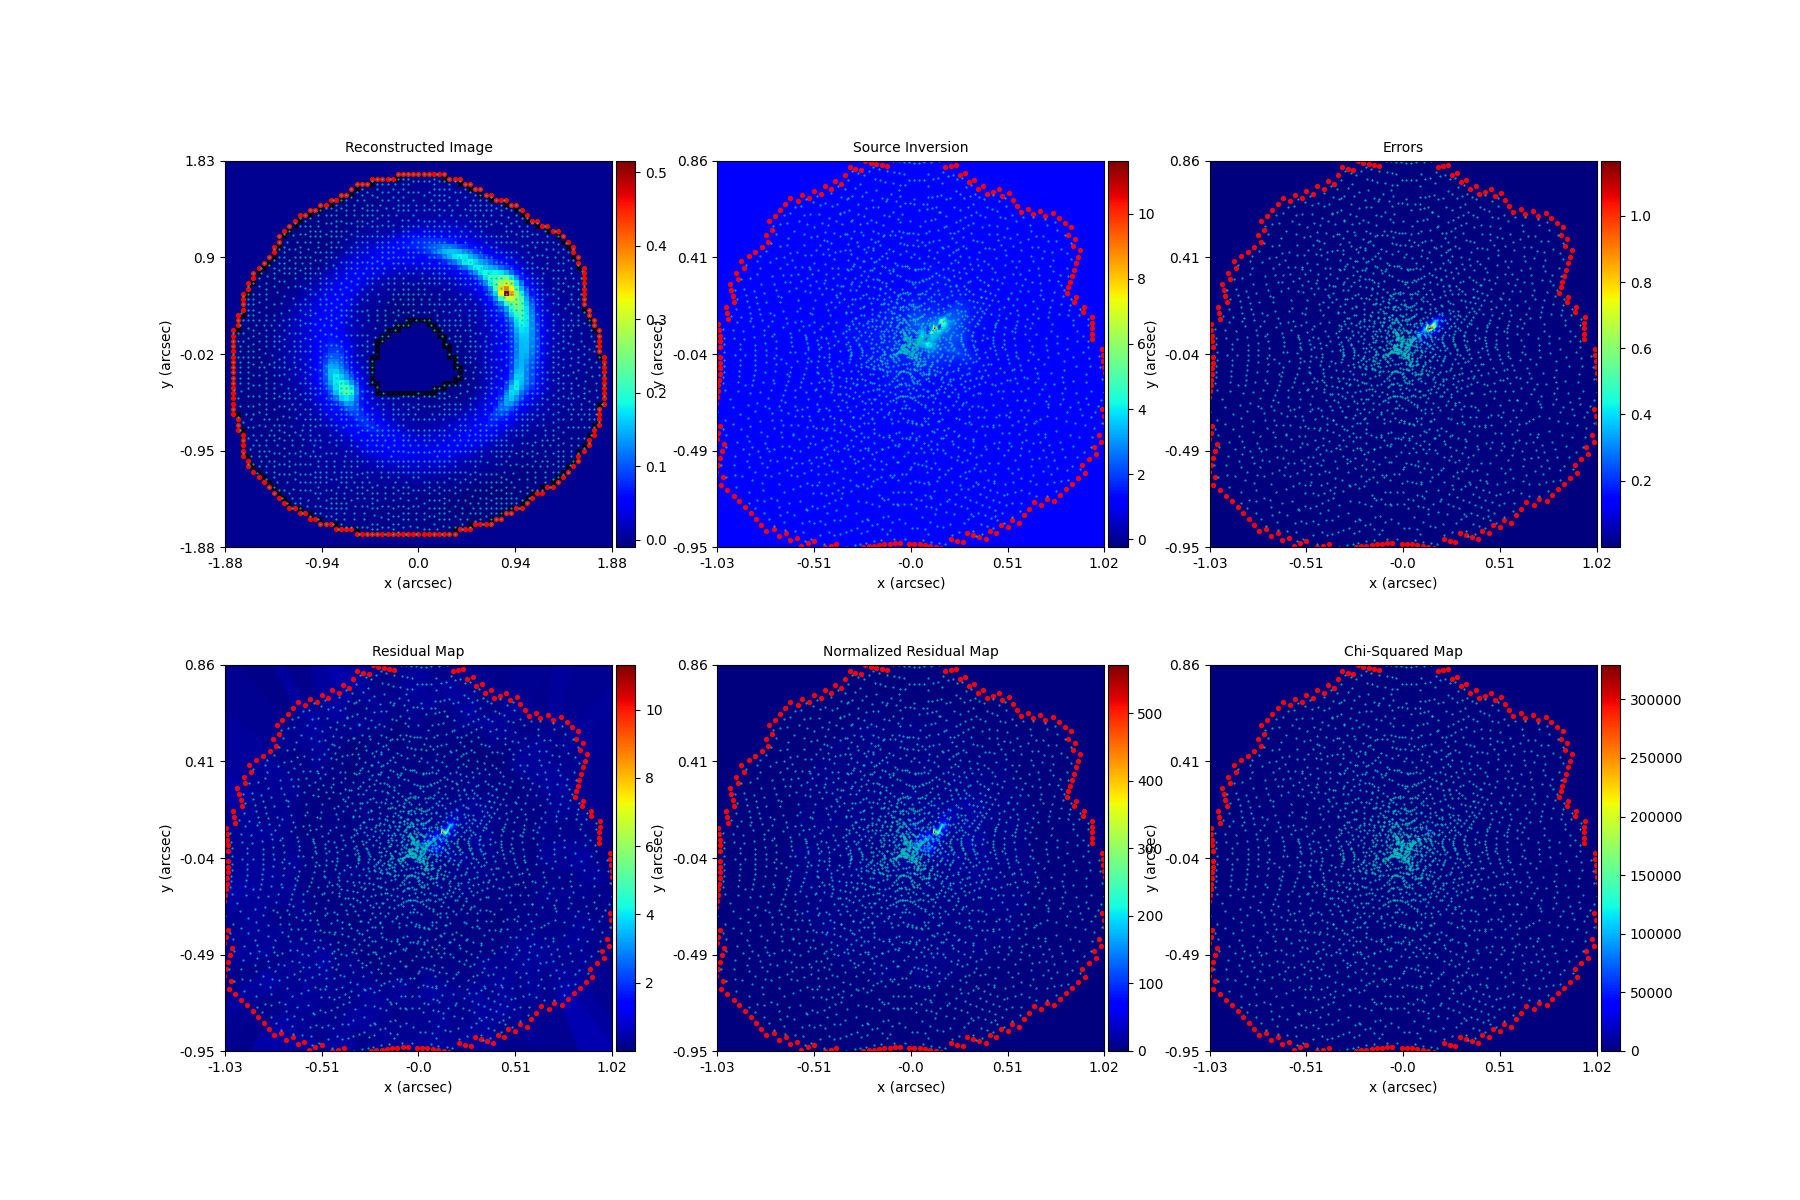 Reconstructed Image
1.83
0.9
-0.02
-0.95
-1.88
-1.88 -0.94 0.0 0.94 1.88
x (arcsec)
y (arcsec)
0.5
0.4
0.3
0.2
0.1
0.0
Source Inversion
0.86
0.41
-0.04
-0.49
-0.95
-1.03 -0.51 -0.0 0.51 1.02
x (arcsec)
y (arcsec)
10
8
6
4
2
0
Errors
0.86
0.41
-0.04
-0.49
-0.95
-1.03 -0.51 -0.0 0.51 1.02
x (arcsec)
y (arcsec)
1.0
0.8
0.6
0.4
0.2
Residual Map
0.86
0.41
-0.04
-0.49
-0.95
-1.03 -0.51 -0.0 0.51 1.02
x (arcsec)
y (arcsec)
10
8
6
4
2
Normalized Residual Map
0.86
0.41
-0.04
-0.49
-0.95
-1.03 -0.51 -0.0 0.51 1.02
x (arcsec)
y (arcsec)
500
400
300
200
100
0
Chi-Squared Map
0.86
0.41
-0.04
-0.49
-0.95
-1.03 -0.51 -0.0 0.51 1.02
x (arcsec)
y (arcsec)
300000
250000
200000
150000
100000
50000
0